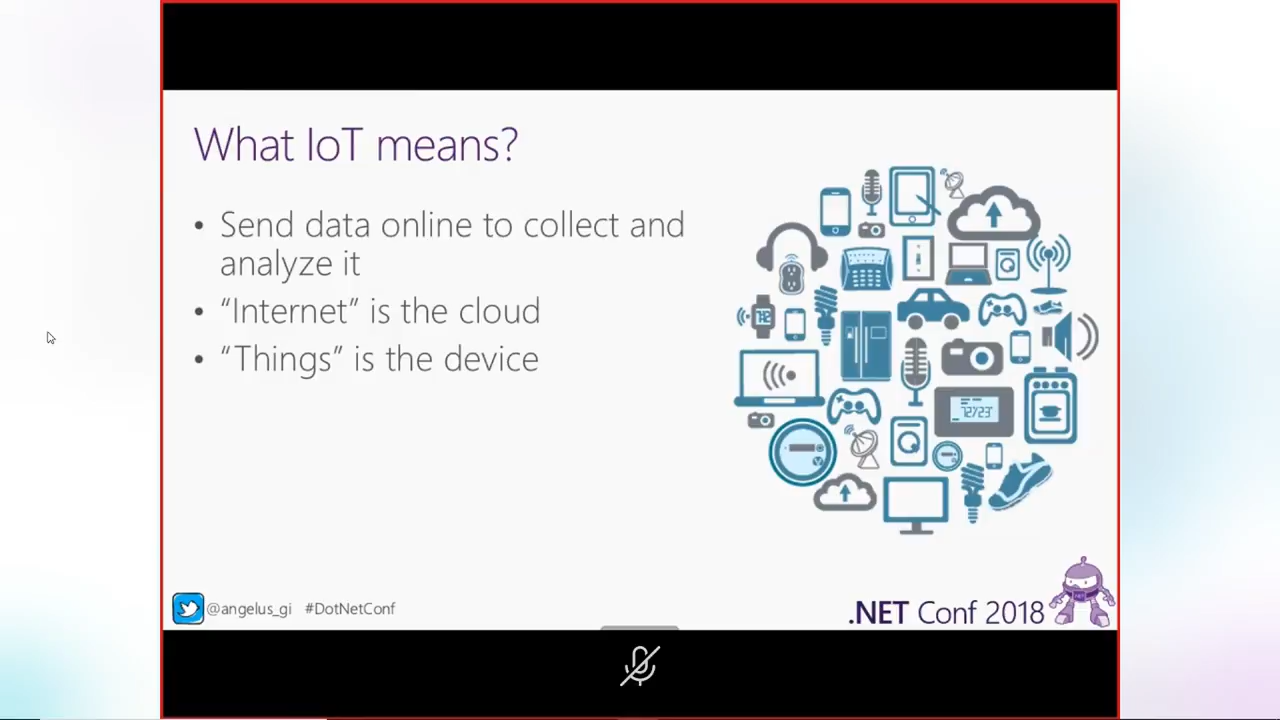 What IoT means?
• Send data online to collect and
analyze it
• “Internet” is the cloud
• “Things” is the device
@angelus_gi #DotNetConf
.NET Conf 2018